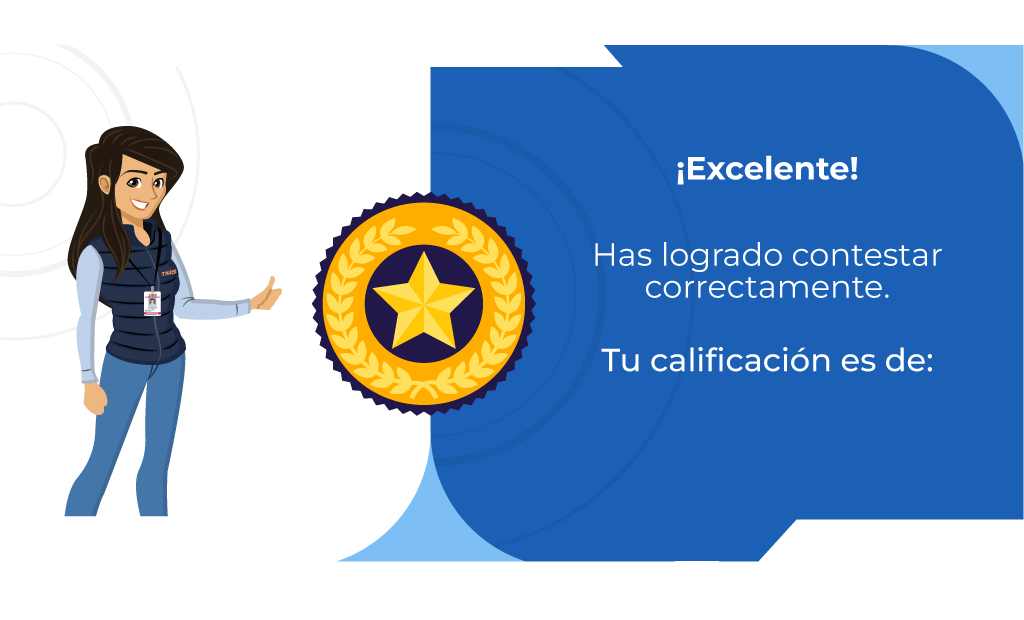 ¡Excelente!
Has logrado contestar
correctamente.
Tu calificación es de: